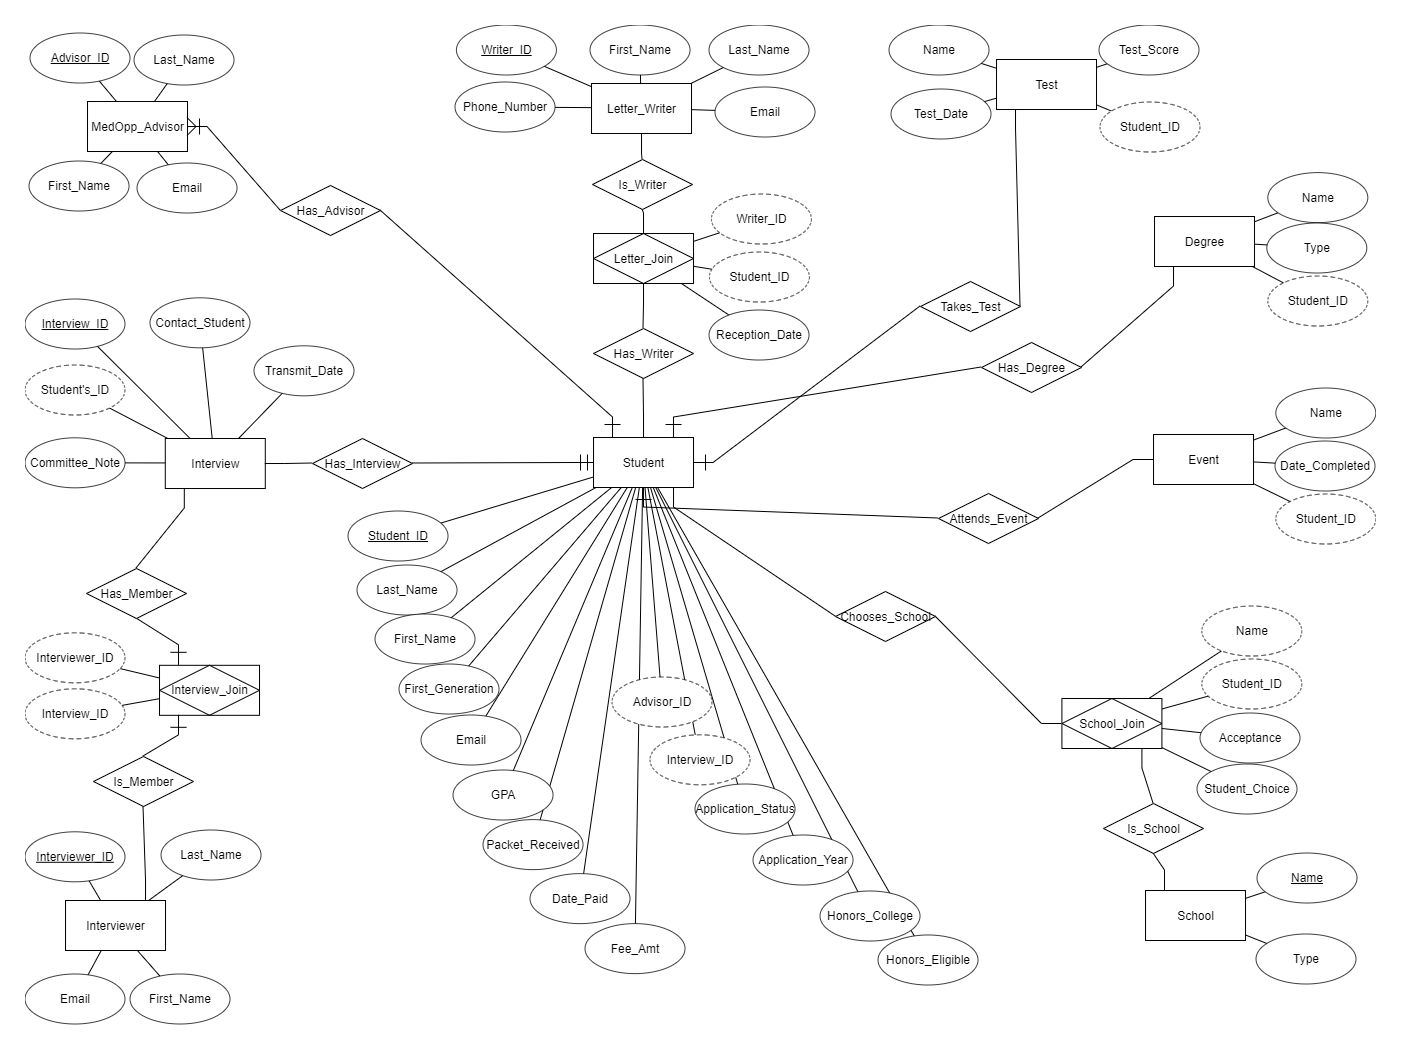 Advisor_ID
Last_Name
MedOpp_Advisor
First_Name
Email
Has_Advisor
Writer_ID
First_Name
Last_Name
Phone_Number
Letter_Writer
Email
Is_Writer
Writer_ID
Letter_Join
Student_ID
Reception_Date
Has_Writer
Name
Test_Score
Test
Test_Date
Student_ID
Takes_Test
Name
Degree
Type
Student_ID
Has_Degree
Interview_ID
Contact_Student
Transmit_Date
Student's_ID
Committee_Note
Interview
Has_Interview
Student
Name
Event
Date_Completed
Student_ID
Attends_Event
Student_ID
Last_Name
First_Name
First_Generation
Email
GPA
Packet_Received
Date_Paid
Fee_Amt
Advisor_ID
Interview_ID
Application_Status
Application_Year
Honors_College
Honors_Eligible
Has_Member
Interviewer_ID
Interview_ID
Interview_Join
Is_Member
Interviewer_ID
Last_Name
Interviewer
Email
First_Name
Chooses_School
Name
Student_ID
School_Join
Acceptance
Student_Choice
Is_School
Name
School
Type